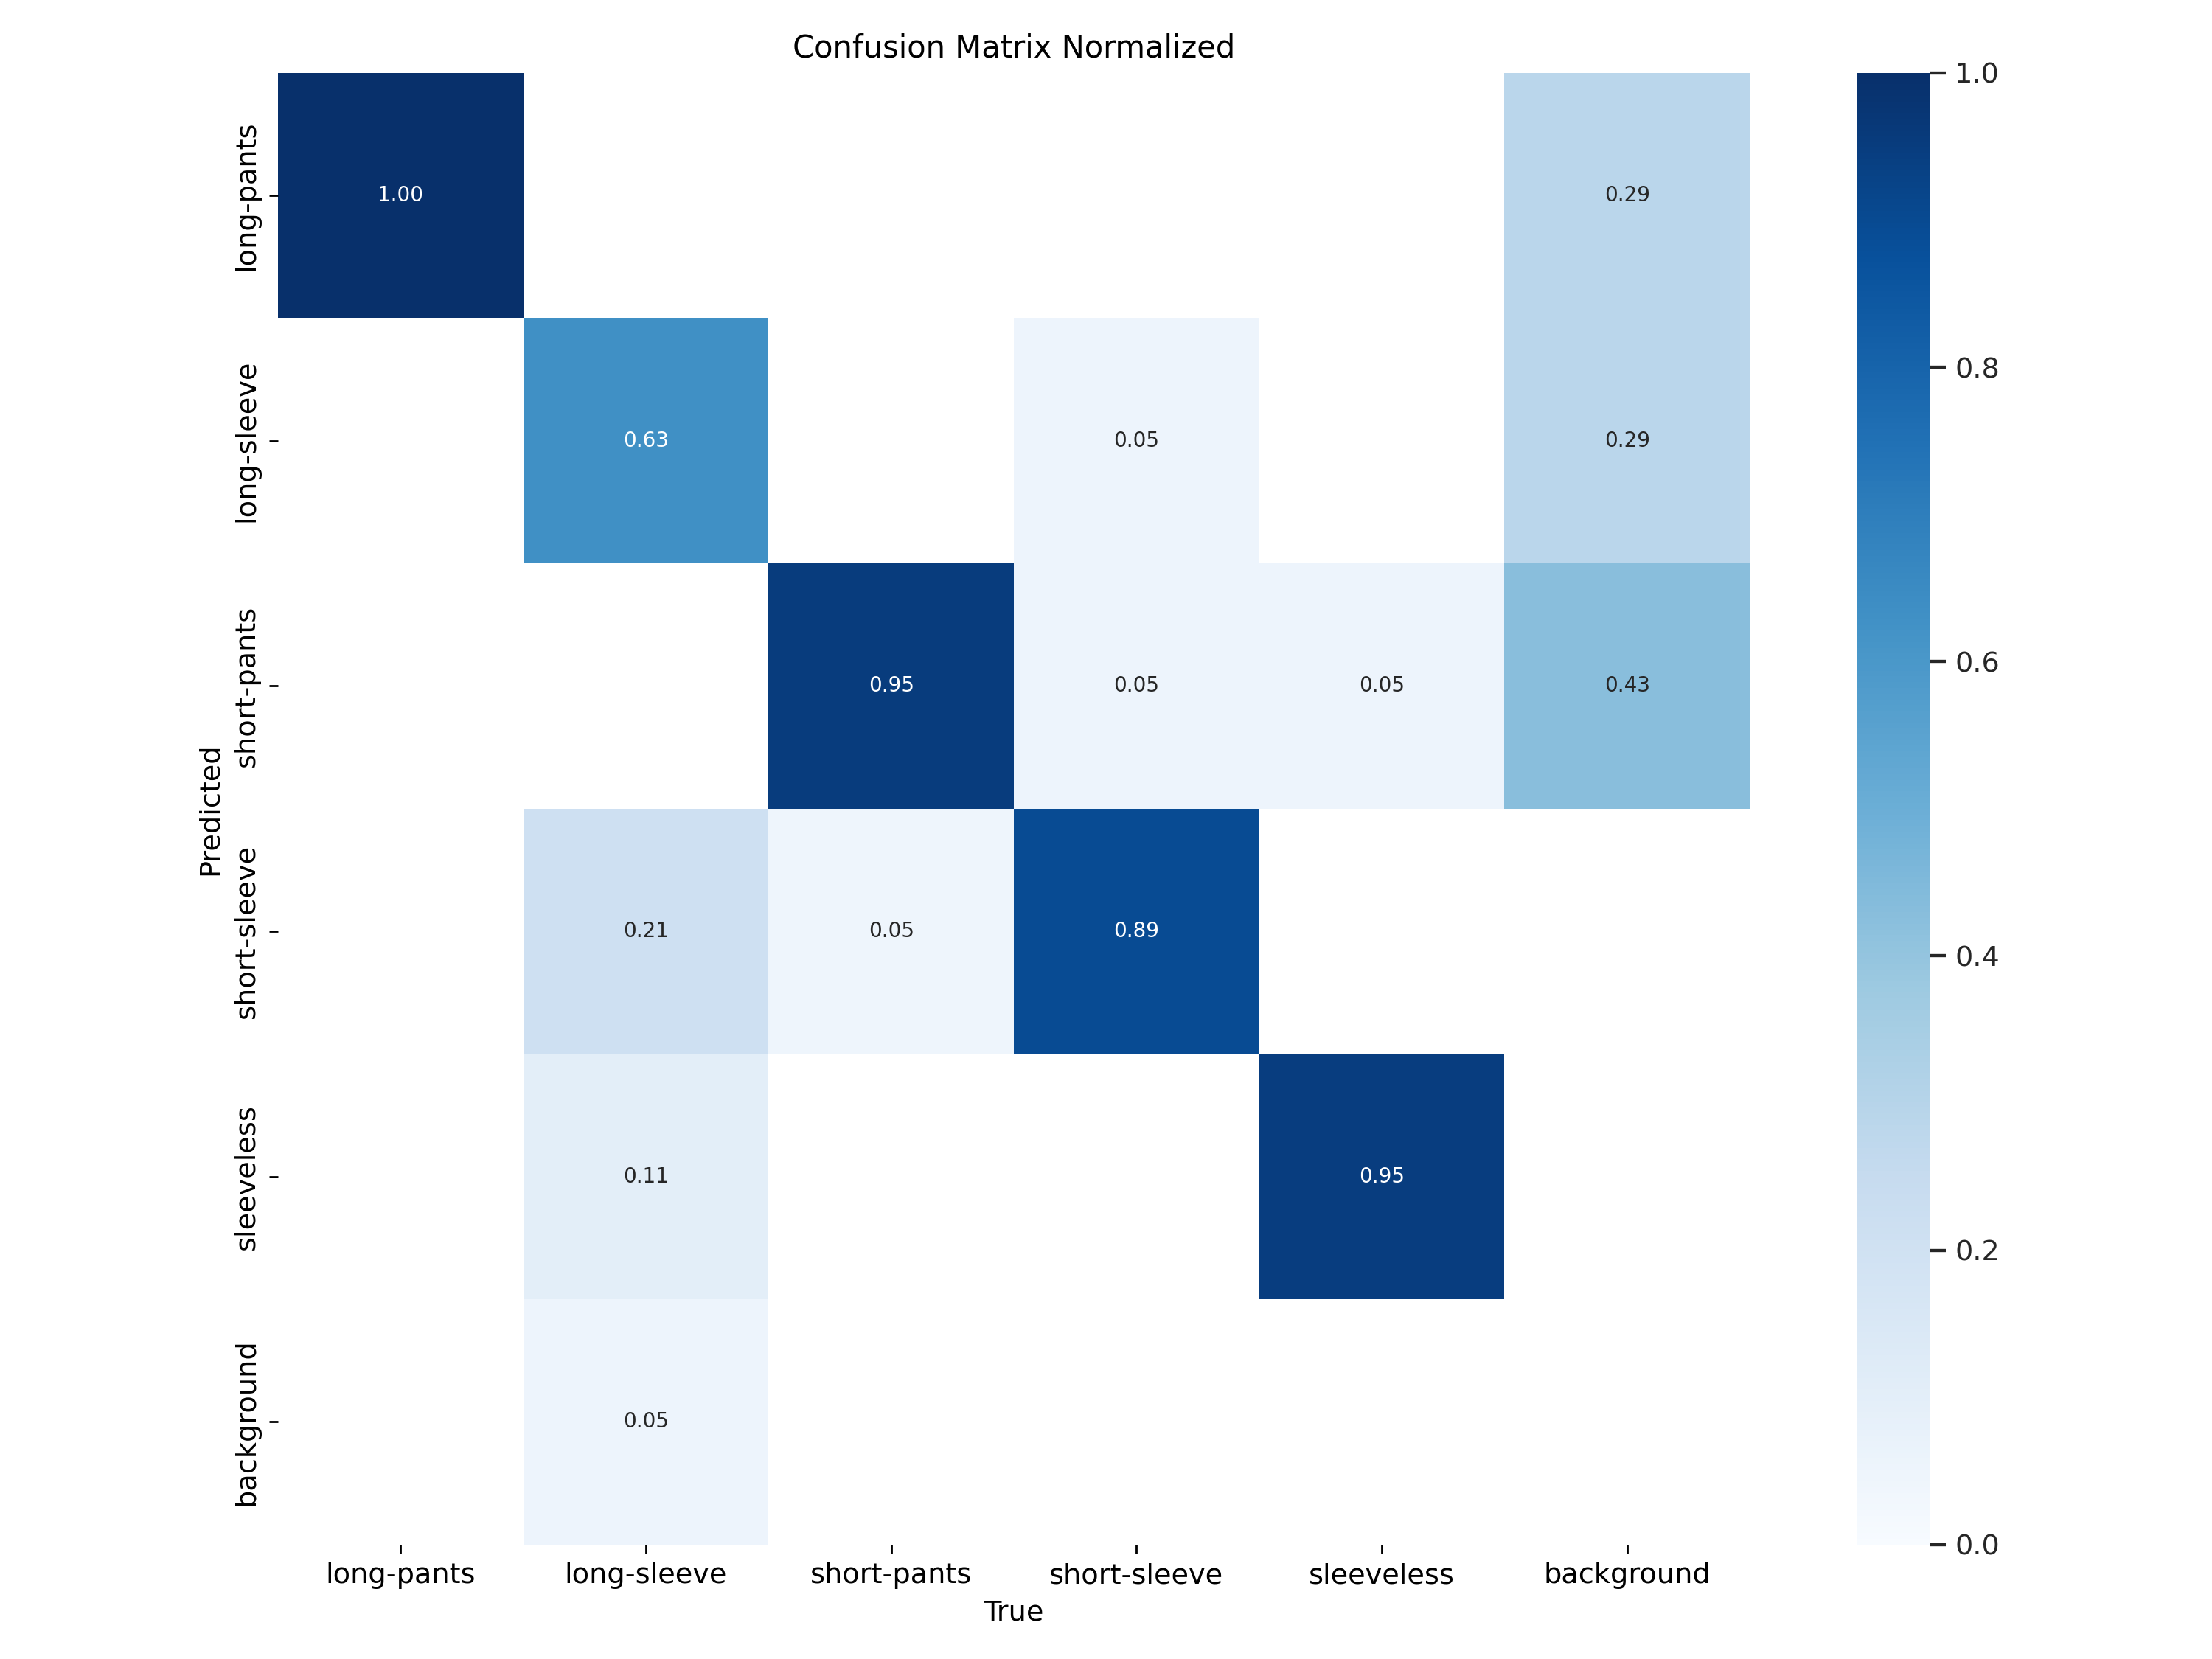 Confusion Matrix Normalized
long-pants
1.00
0.29
long-sleeve
0.63
0.05
0.29
short-pants
0.95
0.05
0.05
0.43
short-sleeve
0.21
0.05
0.89
sleeveless
0.11
0.95
background
0.05
Predicted
long-pants
long-sleeve
short-pants
short-sleeve
sleeveless
background
True
1.0
0.8
0.6
0.4
0.2
0.0